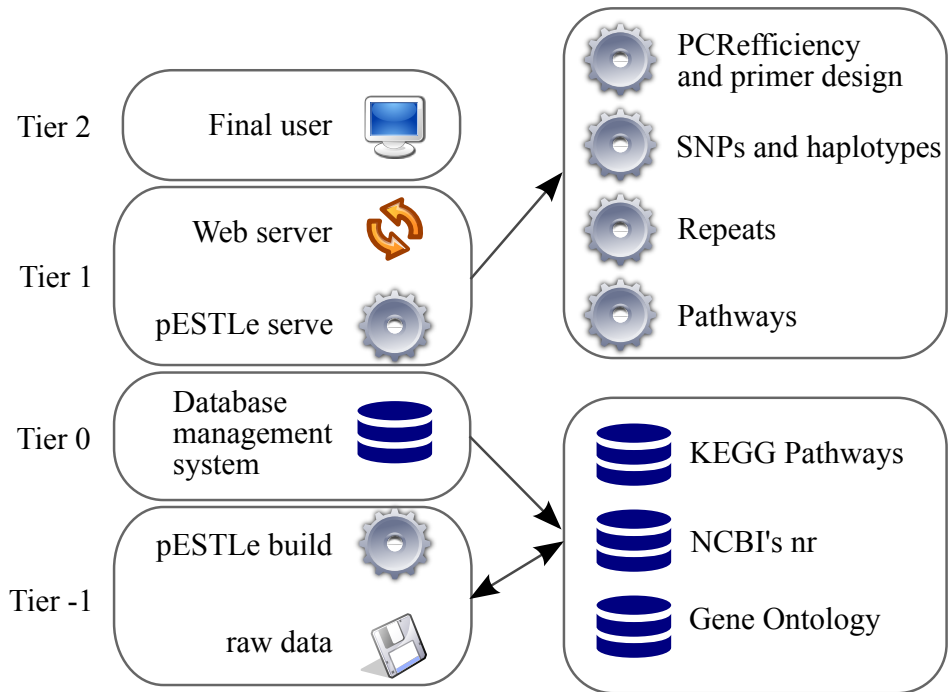 Tier 2
Final user
Tier 1
Web server
pESTLe serve
Tier 0
Database
management
system
Tier -1
pESTLe build
raw data
PCRefficiency
and primer design
SNPs and haplotypes
Repeats
Pathways
KEGG Pathways
NCBI's nr
Gene Ontology